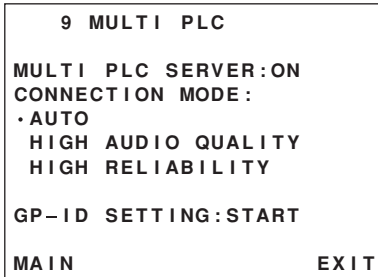 9 MULTI PLC
MULTI PLC SERVER:ON
CONNECTION MODE:
·AUTO
HIGH AUDIO QUALITY
HIGH RELIABILITY
GP–ID SETTING:START
MAIN EXIT